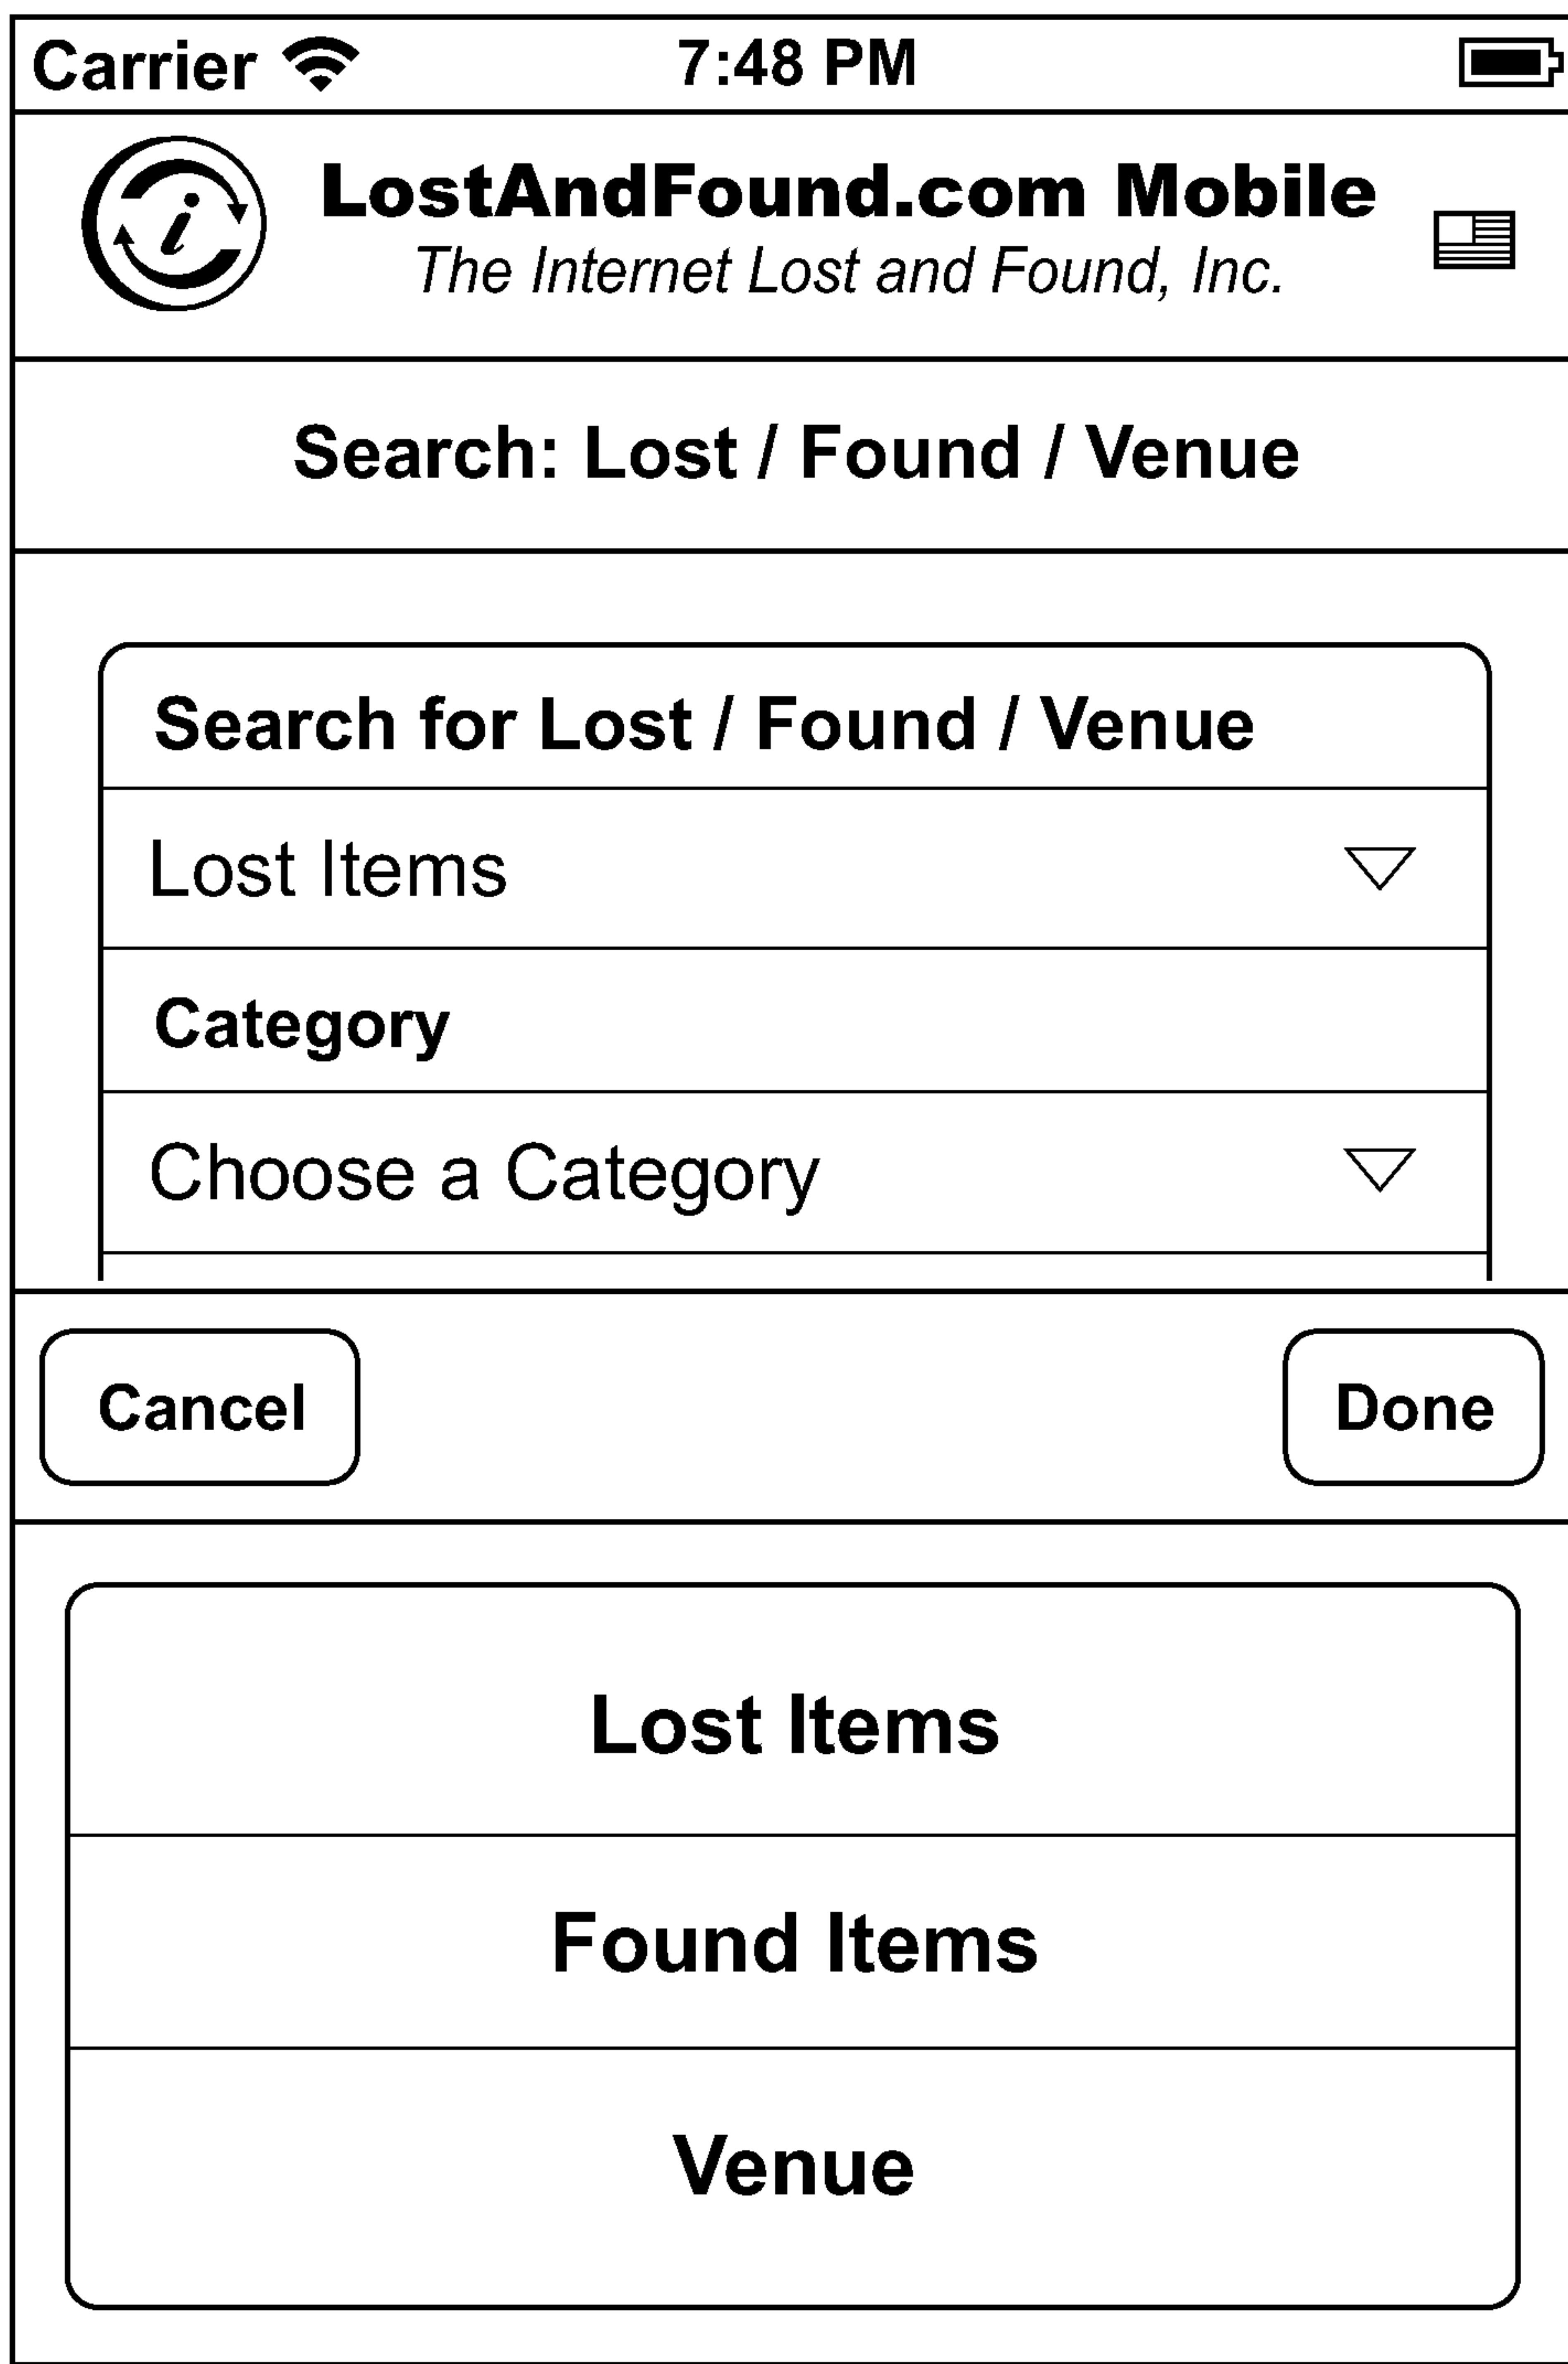 Carrier 7:48 PM
i
LostAndFound.com Mobile
The Internet Lost and Found, Inc.
Search: Lost / Found / Venue
Search for Lost / Found / Venue
Lost Items
Category
Choose a Category
Cancel Done
Lost Items
Found Items
Venue